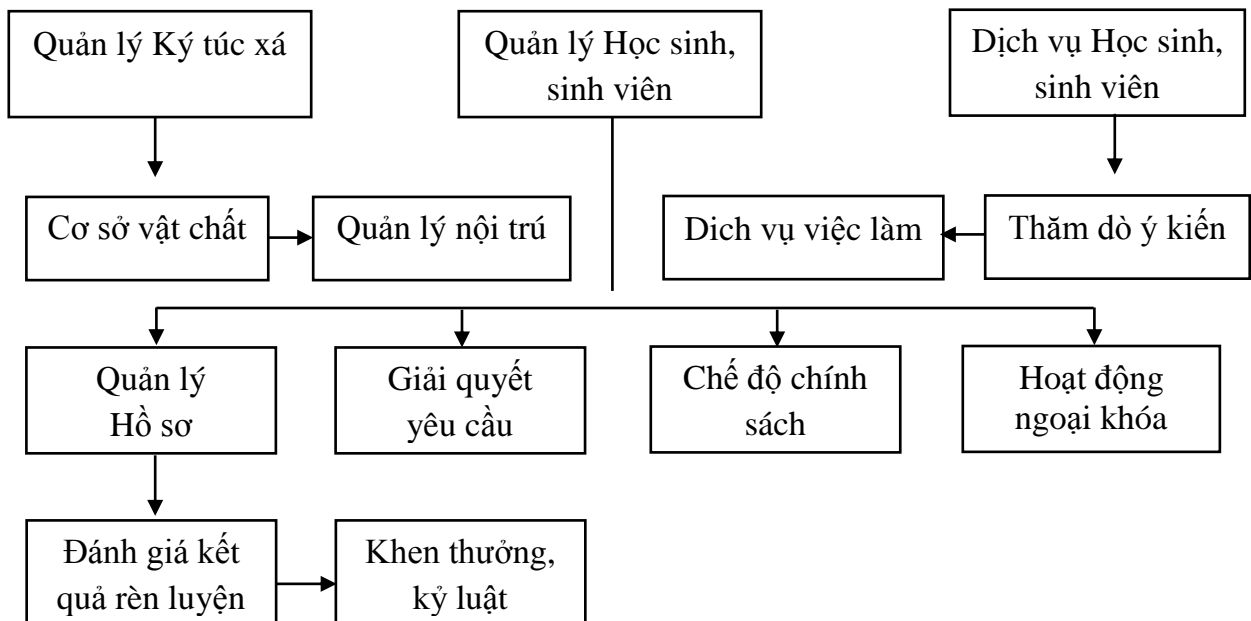 Quản lý Ký túc xá
Quản lý Học sinh,
sinh viên
Dịch vụ Học sinh,
sinh viên
Cơ sở vật chất
Quản lý nội trú
Dich vụ việc làm
Thăm dò ý kiến
Quản lý
Hồ sơ
Giải quyết
yêu cầu
Chế độ chính
sách
Hoạt động
ngoại khóa
Đánh giá kết
quả rèn luyện
Khen thưởng,
kỷ luật